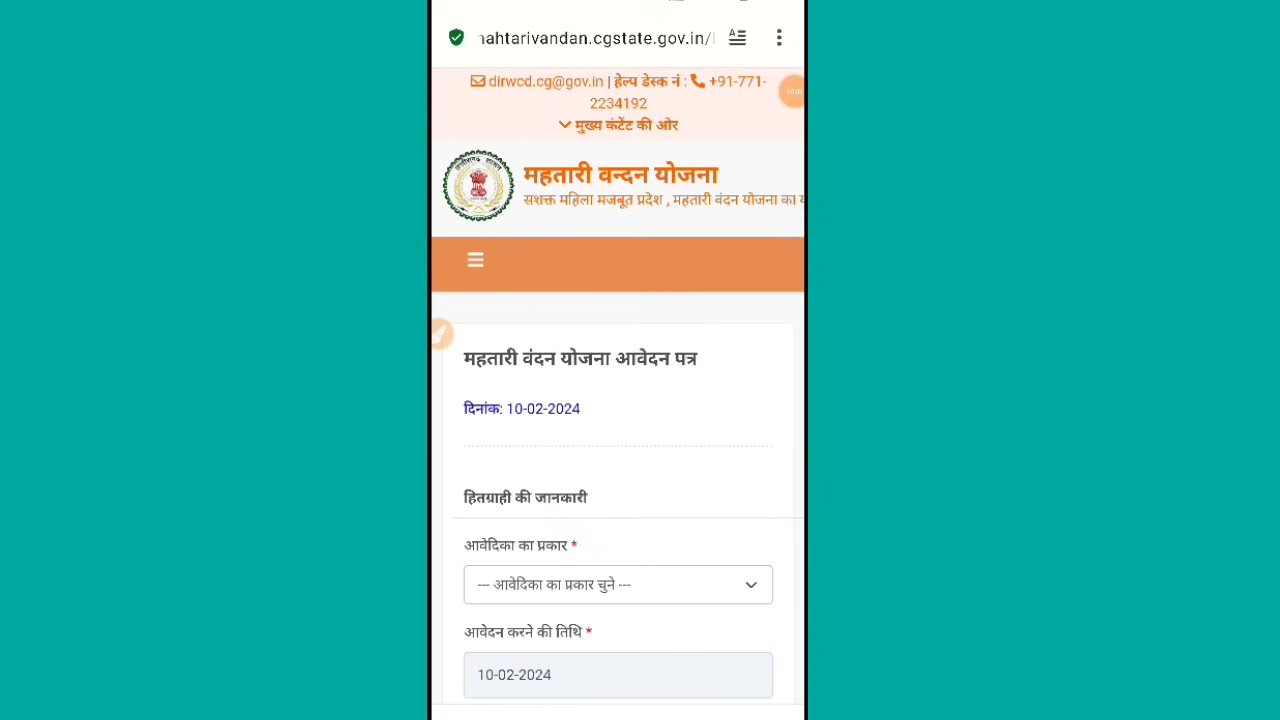 ahtarivandan.cgstate.gov.in/
dirwcd.cg@gov.in | हेल्प डेस्क नं : +91-771-
2234192
मुख्य कंटेंट की ओर
महतारी वन्दन योजना
सशक्त महिला मजबूत प्रदेश , महतारी वंदन योजना का
महतारी वंदन योजना आवेदन पत्र
दिनांक: 10-02-2024
हितग्राही की जानकारी
आवेदिका का प्रकार *
--- आवेदिका का प्रकार चुने ---
आवेदन करने की तिथि *
10-02-2024